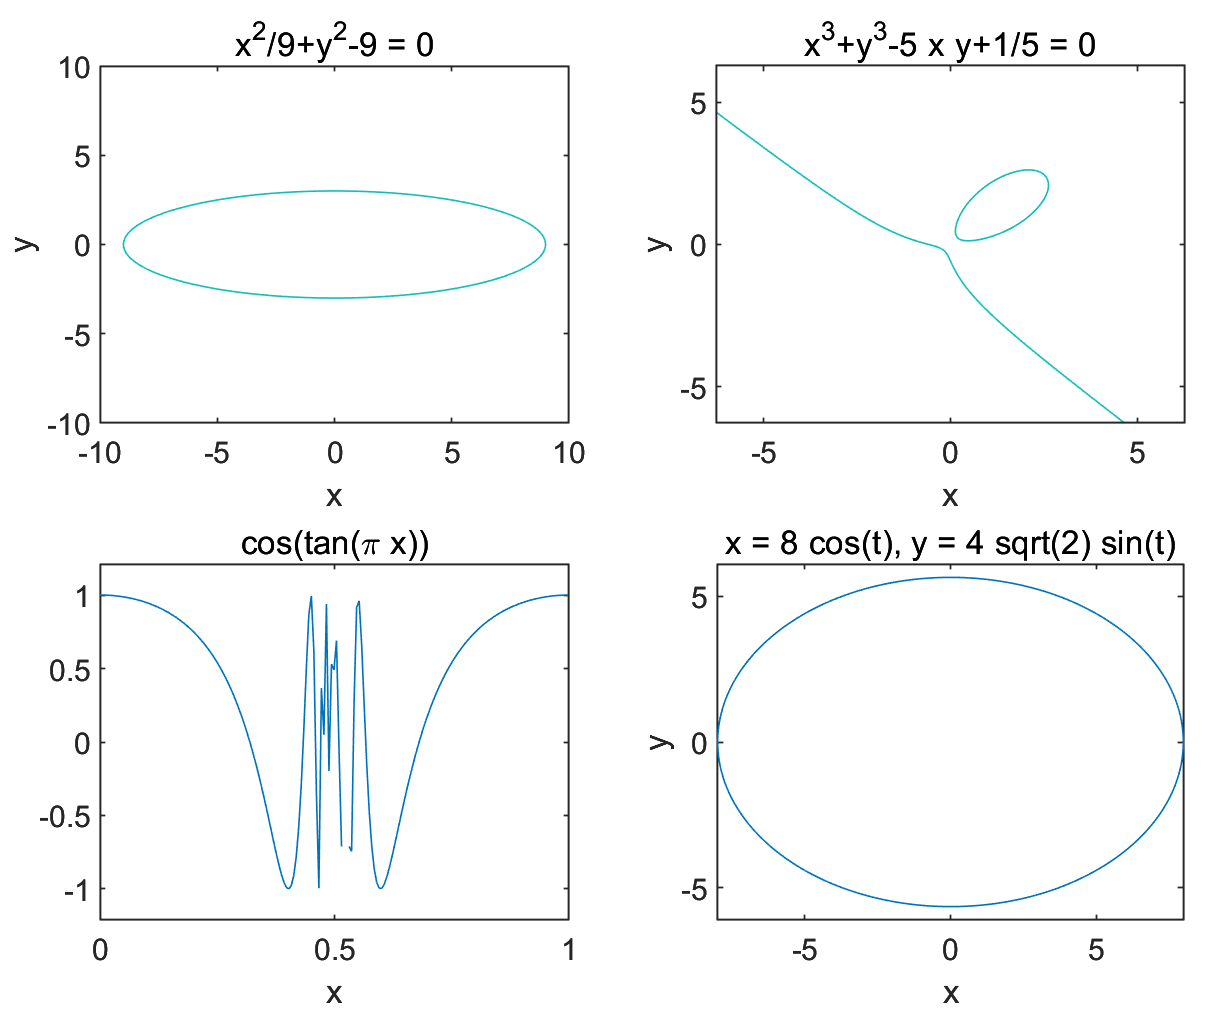 x²/9+y²-9 = 0
10
5
0
-5
-10
y
-10 -5 0 5 10
x
x³+y³-5 x y+1/5 = 0
5
0
-5
y
-5 0 5
x
cos(tan(π x))
1
0.5
0
-0.5
-1
0 0.5 1
x
x = 8 cos(t), y = 4 sqrt(2) sin(t)
5
0
-5
y
-5 0 5
x